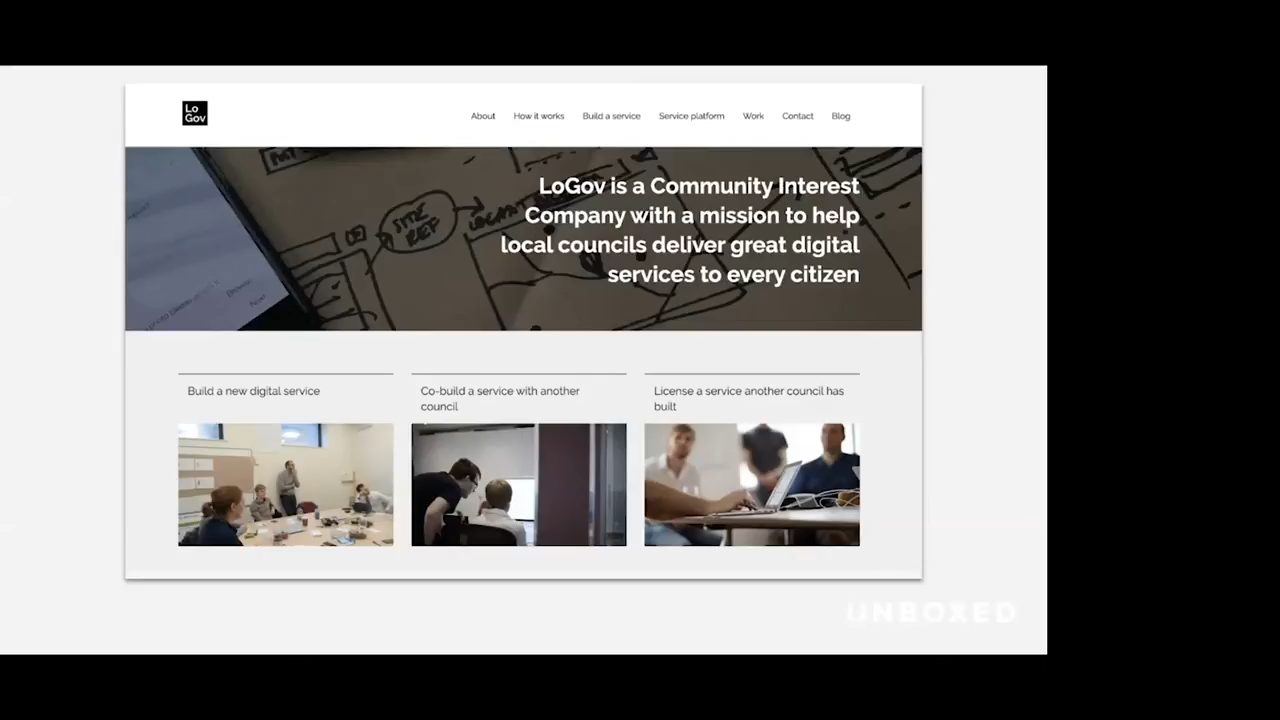 Lo
Gov
About How it works Build a service Service platform Work Contact Blog
LoGov is a Community Interest
Company with a mission to help
local councils deliver great digital
services to every citizen
SITE
REF
Build a new digital service
Co-build a service with another
council
License a service another council has
built
UNBOXED